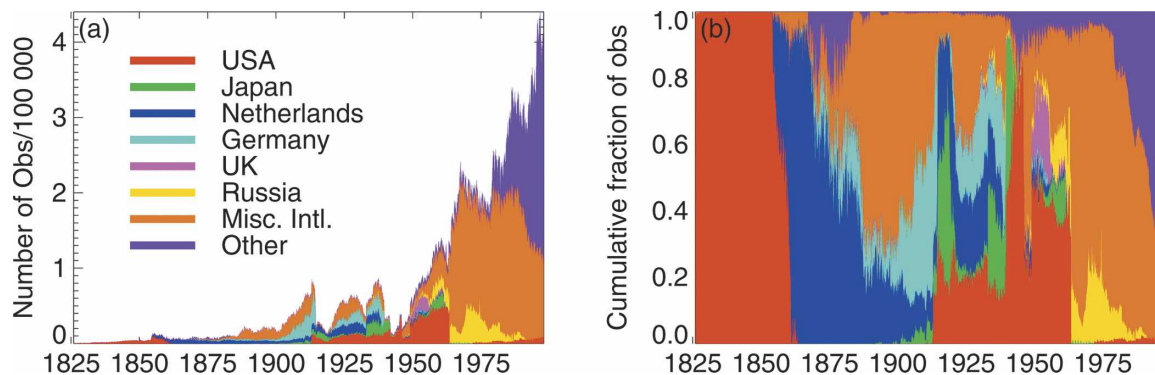 (a)
Number of Obs/100 000
4
3
2
1
0
USA
Japan
Netherlands
Germany
UK
Russia
Misc. Intl.
Other
1825 1850 1875 1900 1925 1950 1975
(b)
Cumulative fraction of obs
1.0
0.8
0.6
0.4
0.2
0.0
1825 1850 1875 1900 1925 1950 1975